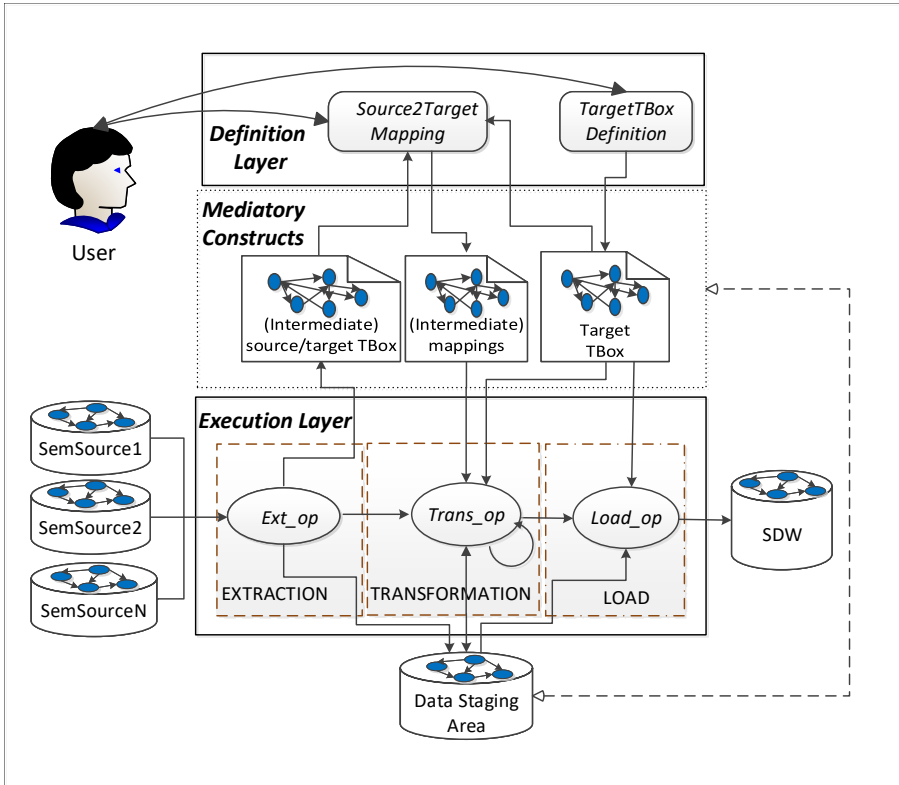 Source2Target
Mapping
TargetTBox
Definition
Definition
Layer
User
Mediatory
Constructs
(Intermediate)
source/target TBox
(Intermediate)
mappings
Target
TBox
Execution Layer
SemSource1
SemSource2
SemSourceN
Ext_op
Trans_op
Load_op
SDW
EXTRACTION
TRANSFORMATION
LOAD
Data Staging
Area